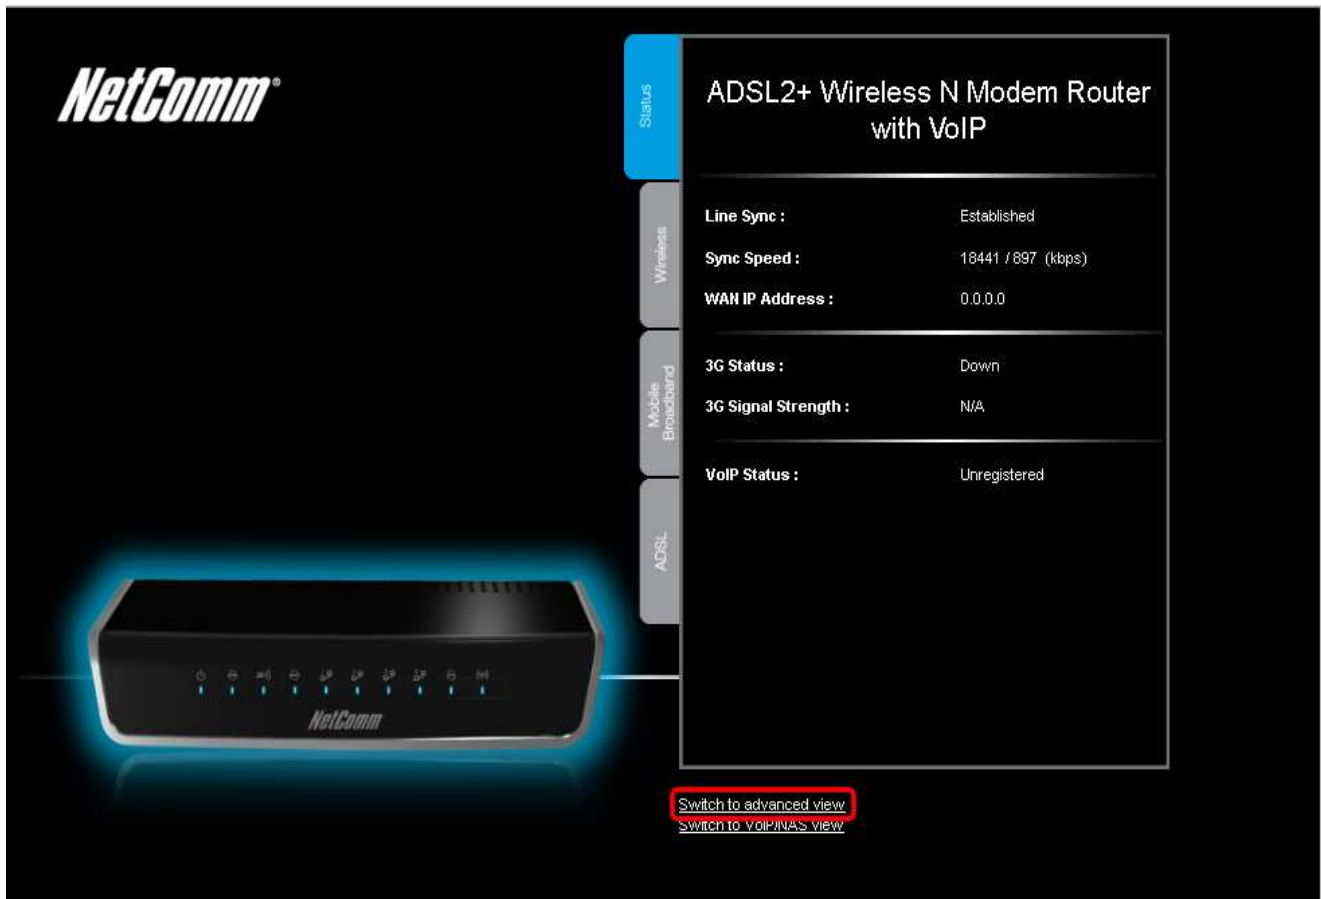 NetComm®
Status
Wireless
Mobile
Broadband
ADSL
ADSL2+ Wireless N Modem Router
with VoIP
Line Sync : Established
Sync Speed : 18441 / 897 (kbps)
WAN IP Address : 0.0.0.0
3G Status : Down
3G Signal Strength : N/A
VoIP Status : Unregistered
NetComm
Switch to advanced view
Switch to VoIP/NAS view